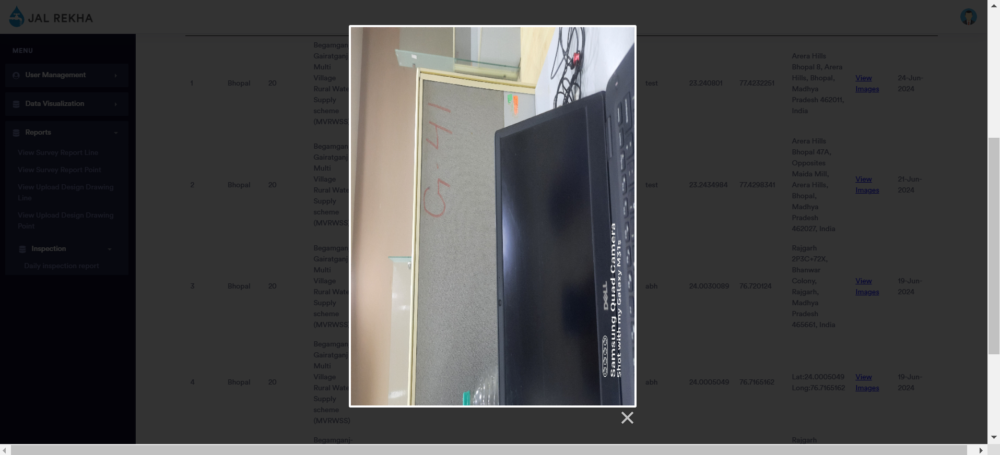 JAL REKHA
MENU
User Management
Data Visualization
Reports
View Survey Report Line
View Survey Report Point
View Upload Design Drawing
Line
View Upload Design Drawing
Point
Inspection
Daily inspection report
1
Bhopal
20
Begamganj
Gairatganj
Multi
Village
Rural Wate
Supply
scheme
(MVRWSS
test
23.240801
77.4232251
Arera Hills
Bhopal 8, Arera
Hills, Bhopal,
Madhya
Pradesh 462011,
India
View
Images
24-Jun-
2024
2
Bhopal
20
Begamganj
Gairatganj
Multi
Village
Rural Wate
Supply
scheme
(MVRWSS
test
23.2434984
77.4298341
Arera Hills
Bhopal 47A,
Opposites
Maida Mill,
Arera Hills,
Bhopal,
Madhya
Pradesh
462027, India
View
Images
21-Jun-
2024
3
Bhopal
20
Begamganj
Gairatganj
Multi
Village
Rural Wate
Supply
scheme
(MVRWSS
abh
24.0030089
76.720124
Rajgarh
2P3C+72X,
Bhanwar
Colony,
Rajgarh,
Madhya
Pradesh
465661, India
View
Images
19-Jun-
2024
4
Bhopal
20
Begamganj
Gairatganj
Multi
Village
Rural Wate
Supply
scheme
(MVRWSS)
abh
24.0005049
76.7165162
Lat:24.0005049
Long:76.7165162
View
Images
19-Jun-
2024
Begamganj-
Rajgarh
G-41
DELL
Samsung Quad Camera
Shot with my Galaxy M31s